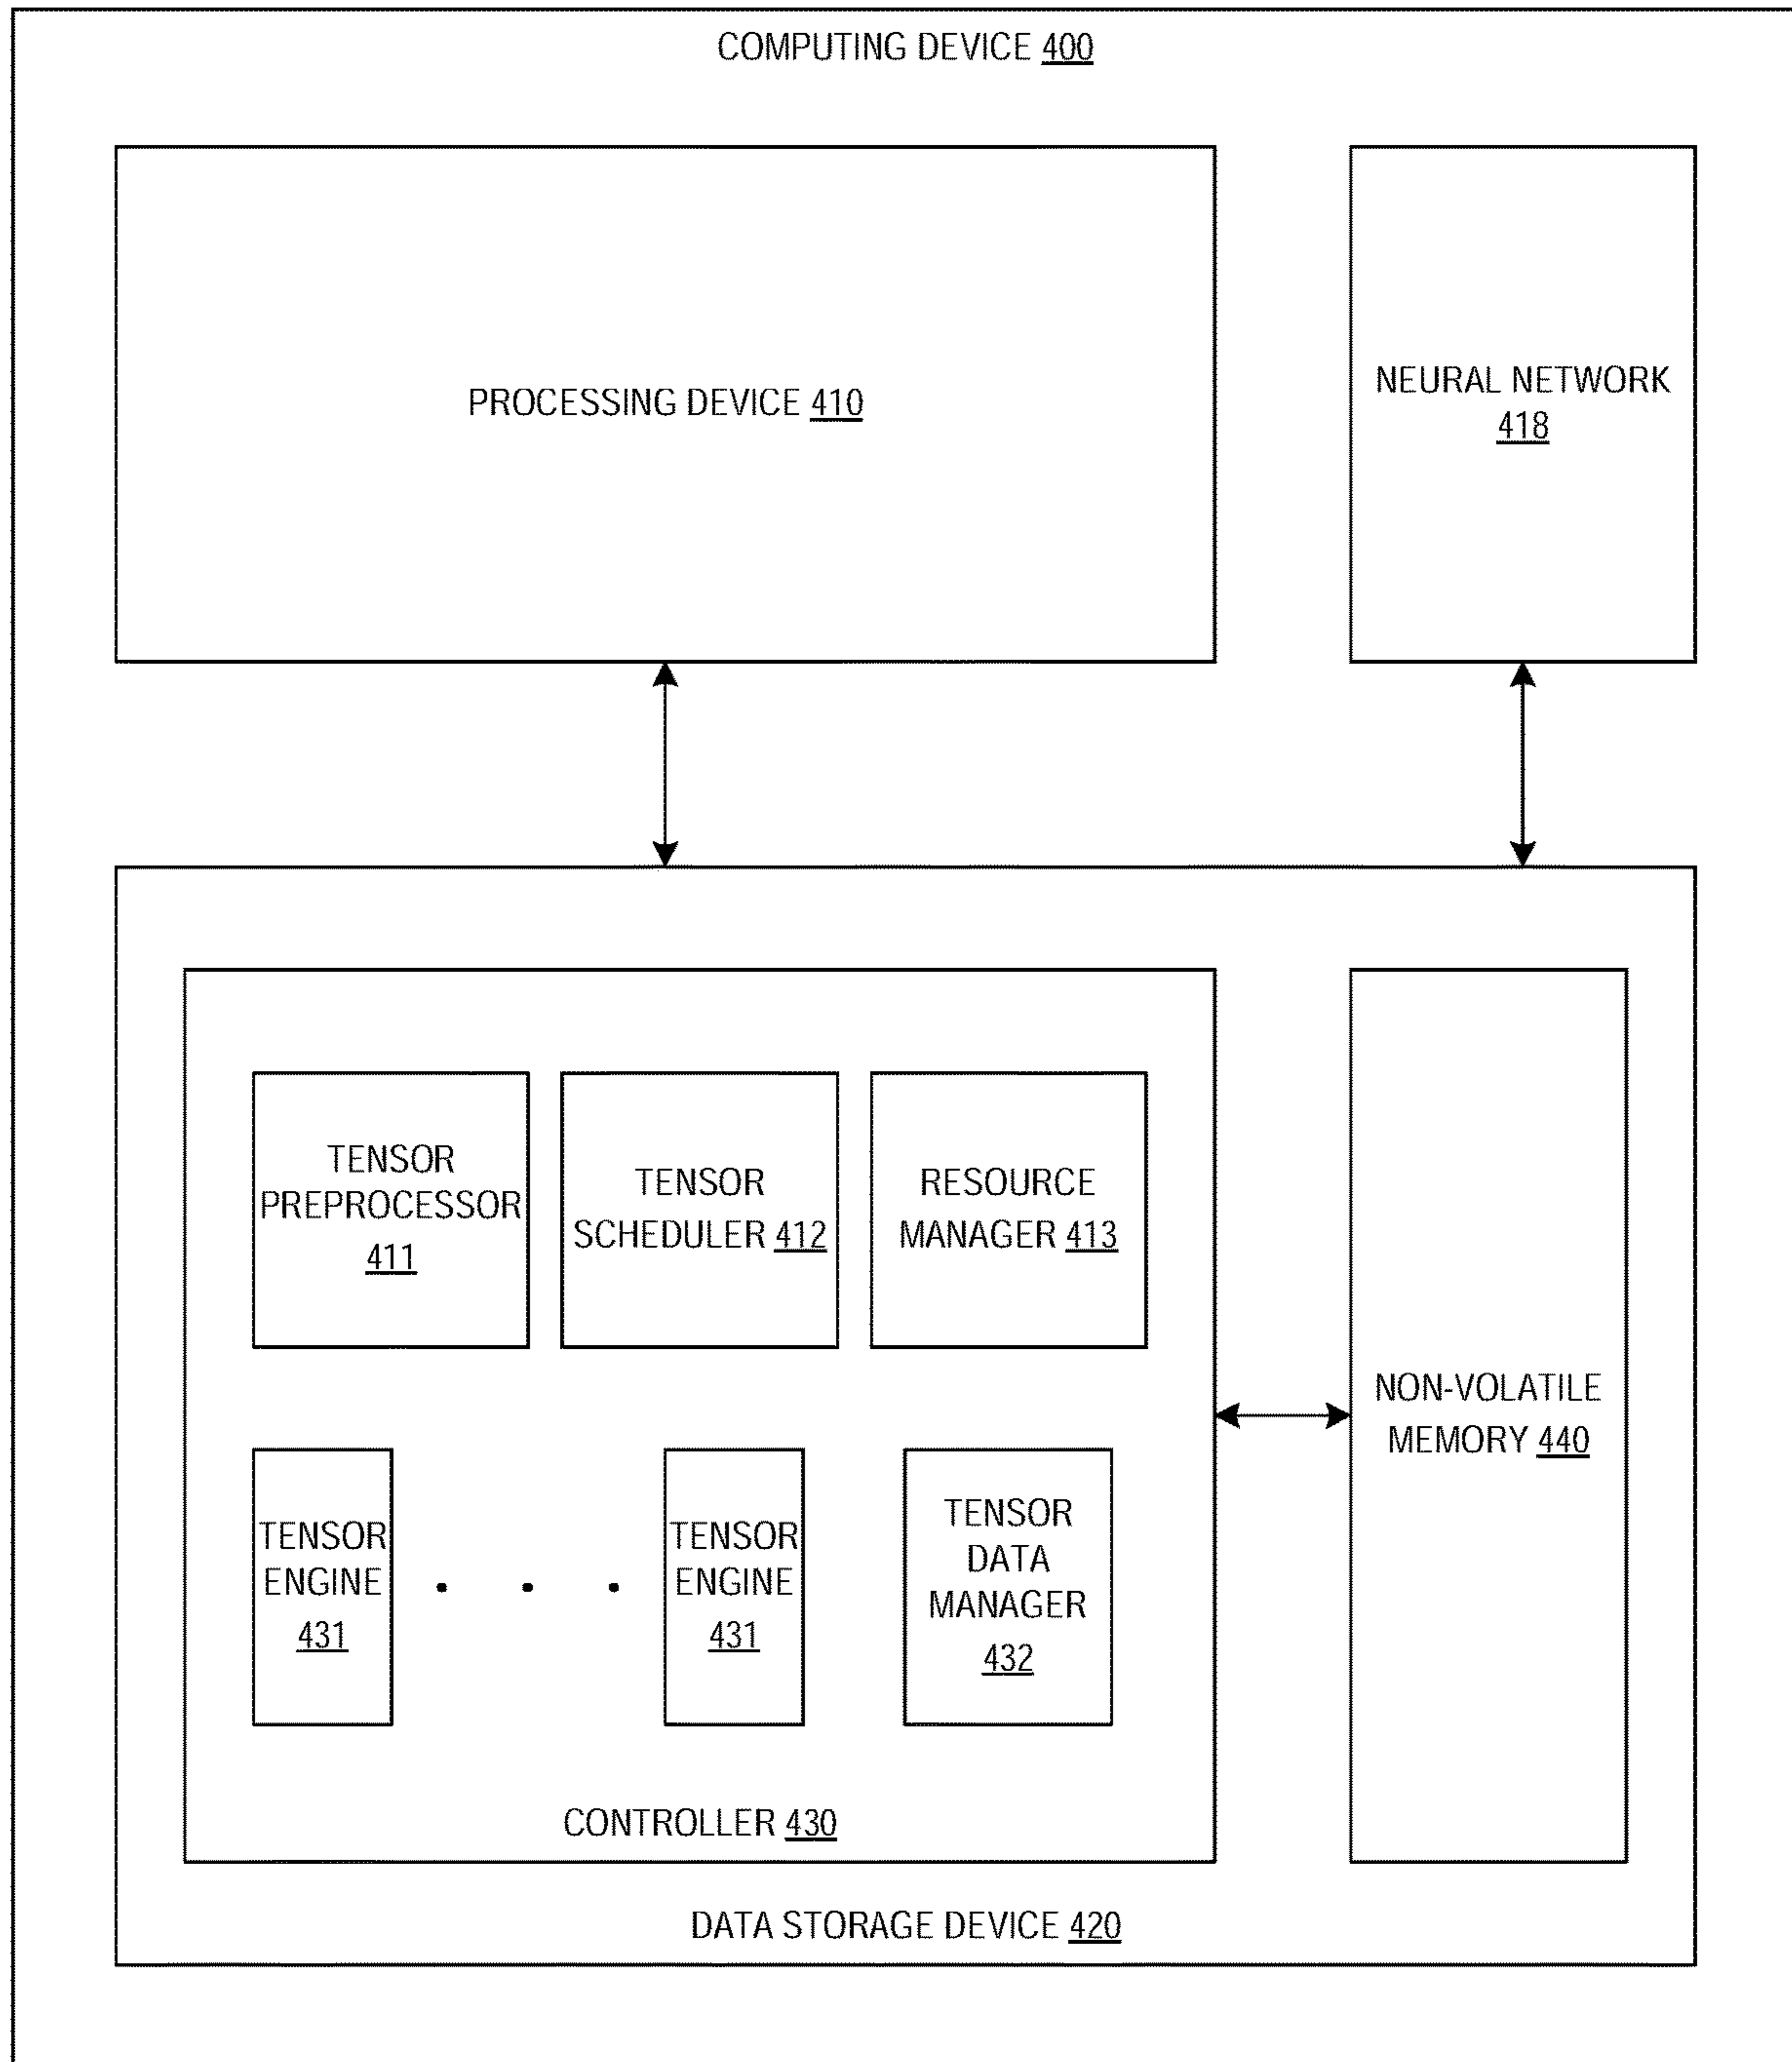 COMPUTING DEVICE 400
PROCESSING DEVICE 410
NEURAL NETWORK
418
TENSOR
PREPROCESSOR
411
TENSOR
SCHEDULER 412
RESOURCE
MANAGER 413
NON-VOLATILE
MEMORY 440
TENSOR
ENGINE
431
. . .
TENSOR
ENGINE
431
TENSOR
DATA
MANAGER
432
CONTROLLER 430
DATA STORAGE DEVICE 420